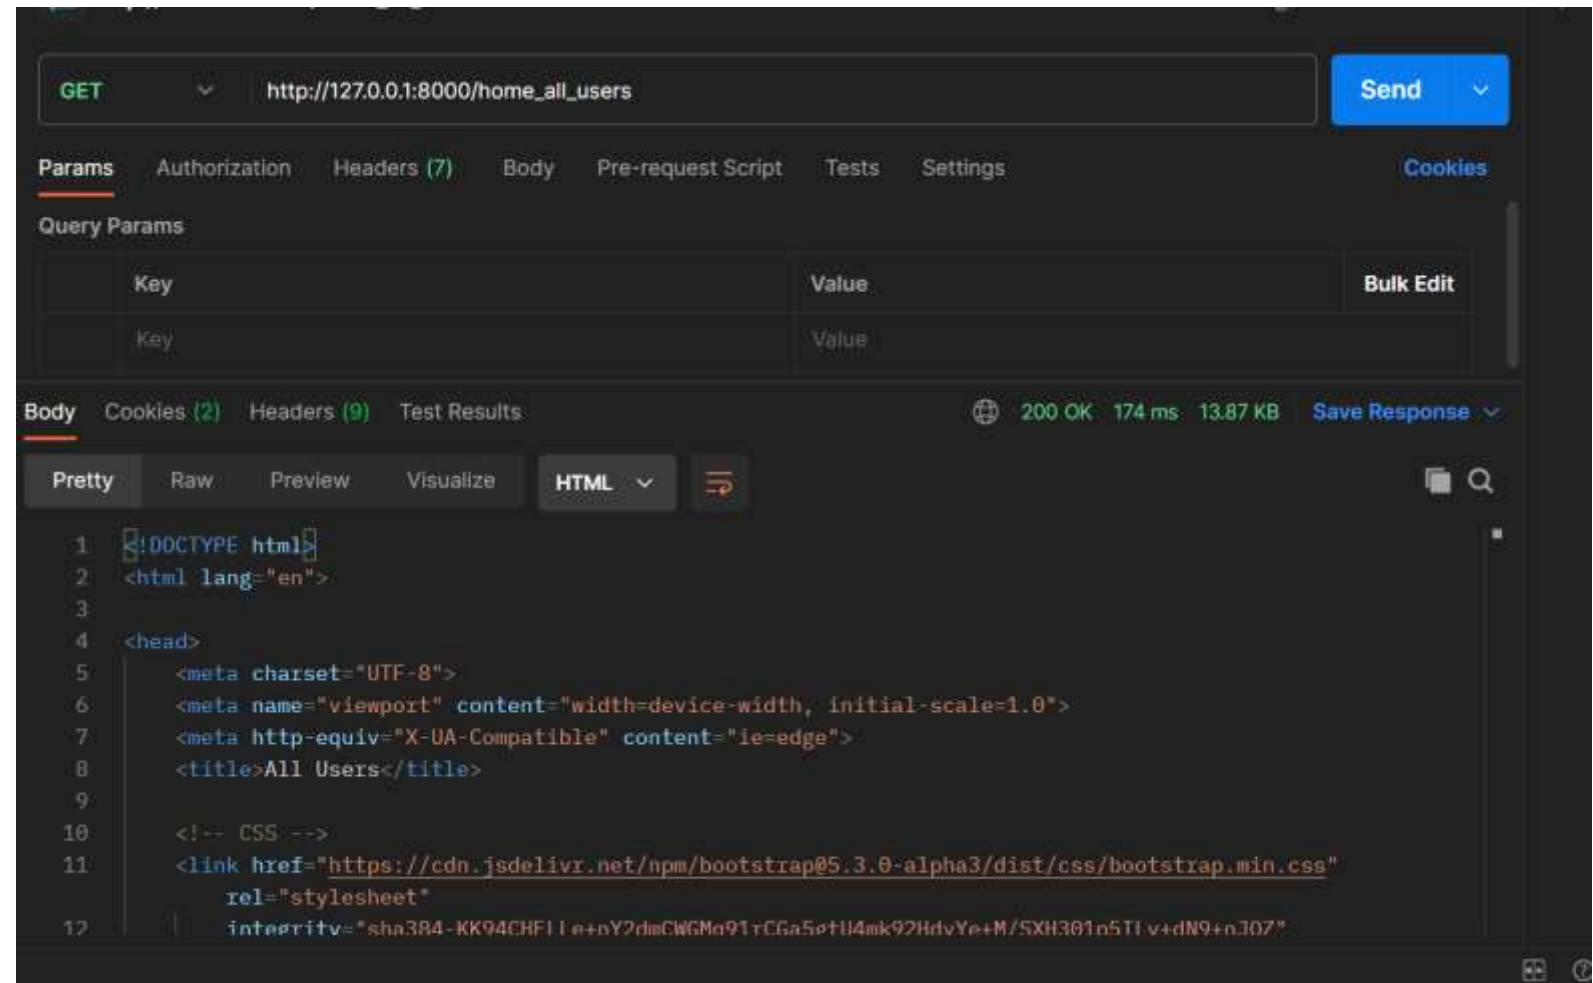 GET http://127.0.0.1:8000/home_all_users Send
Params Authorization Headers (7) Body Pre-request Script Tests Settings Cookies
Query Params
Key Value Bulk Edit
Key Value
Body Cookies (2) Headers (9) Test Results 200 OK 174 ms 13.87 KB Save Response
Pretty Raw Preview Visualize HTML
1 <!DOCTYPE html>
2 <html lang="en">
3
4 <head>
5 <meta charset="UTF-8">
6 <meta name="viewport" content="width=device-width, initial-scale=1.0">
7 <meta http-equiv="X-UA-Compatible" content="ie=edge">
8 <title>All Users</title>
9
10 <!-- CSS -->
11 <link href="https://cdn.jsdelivr.net/npm/bootstrap@5.3.0-alpha3/dist/css/bootstrap.min.css"
rel="stylesheet"
12